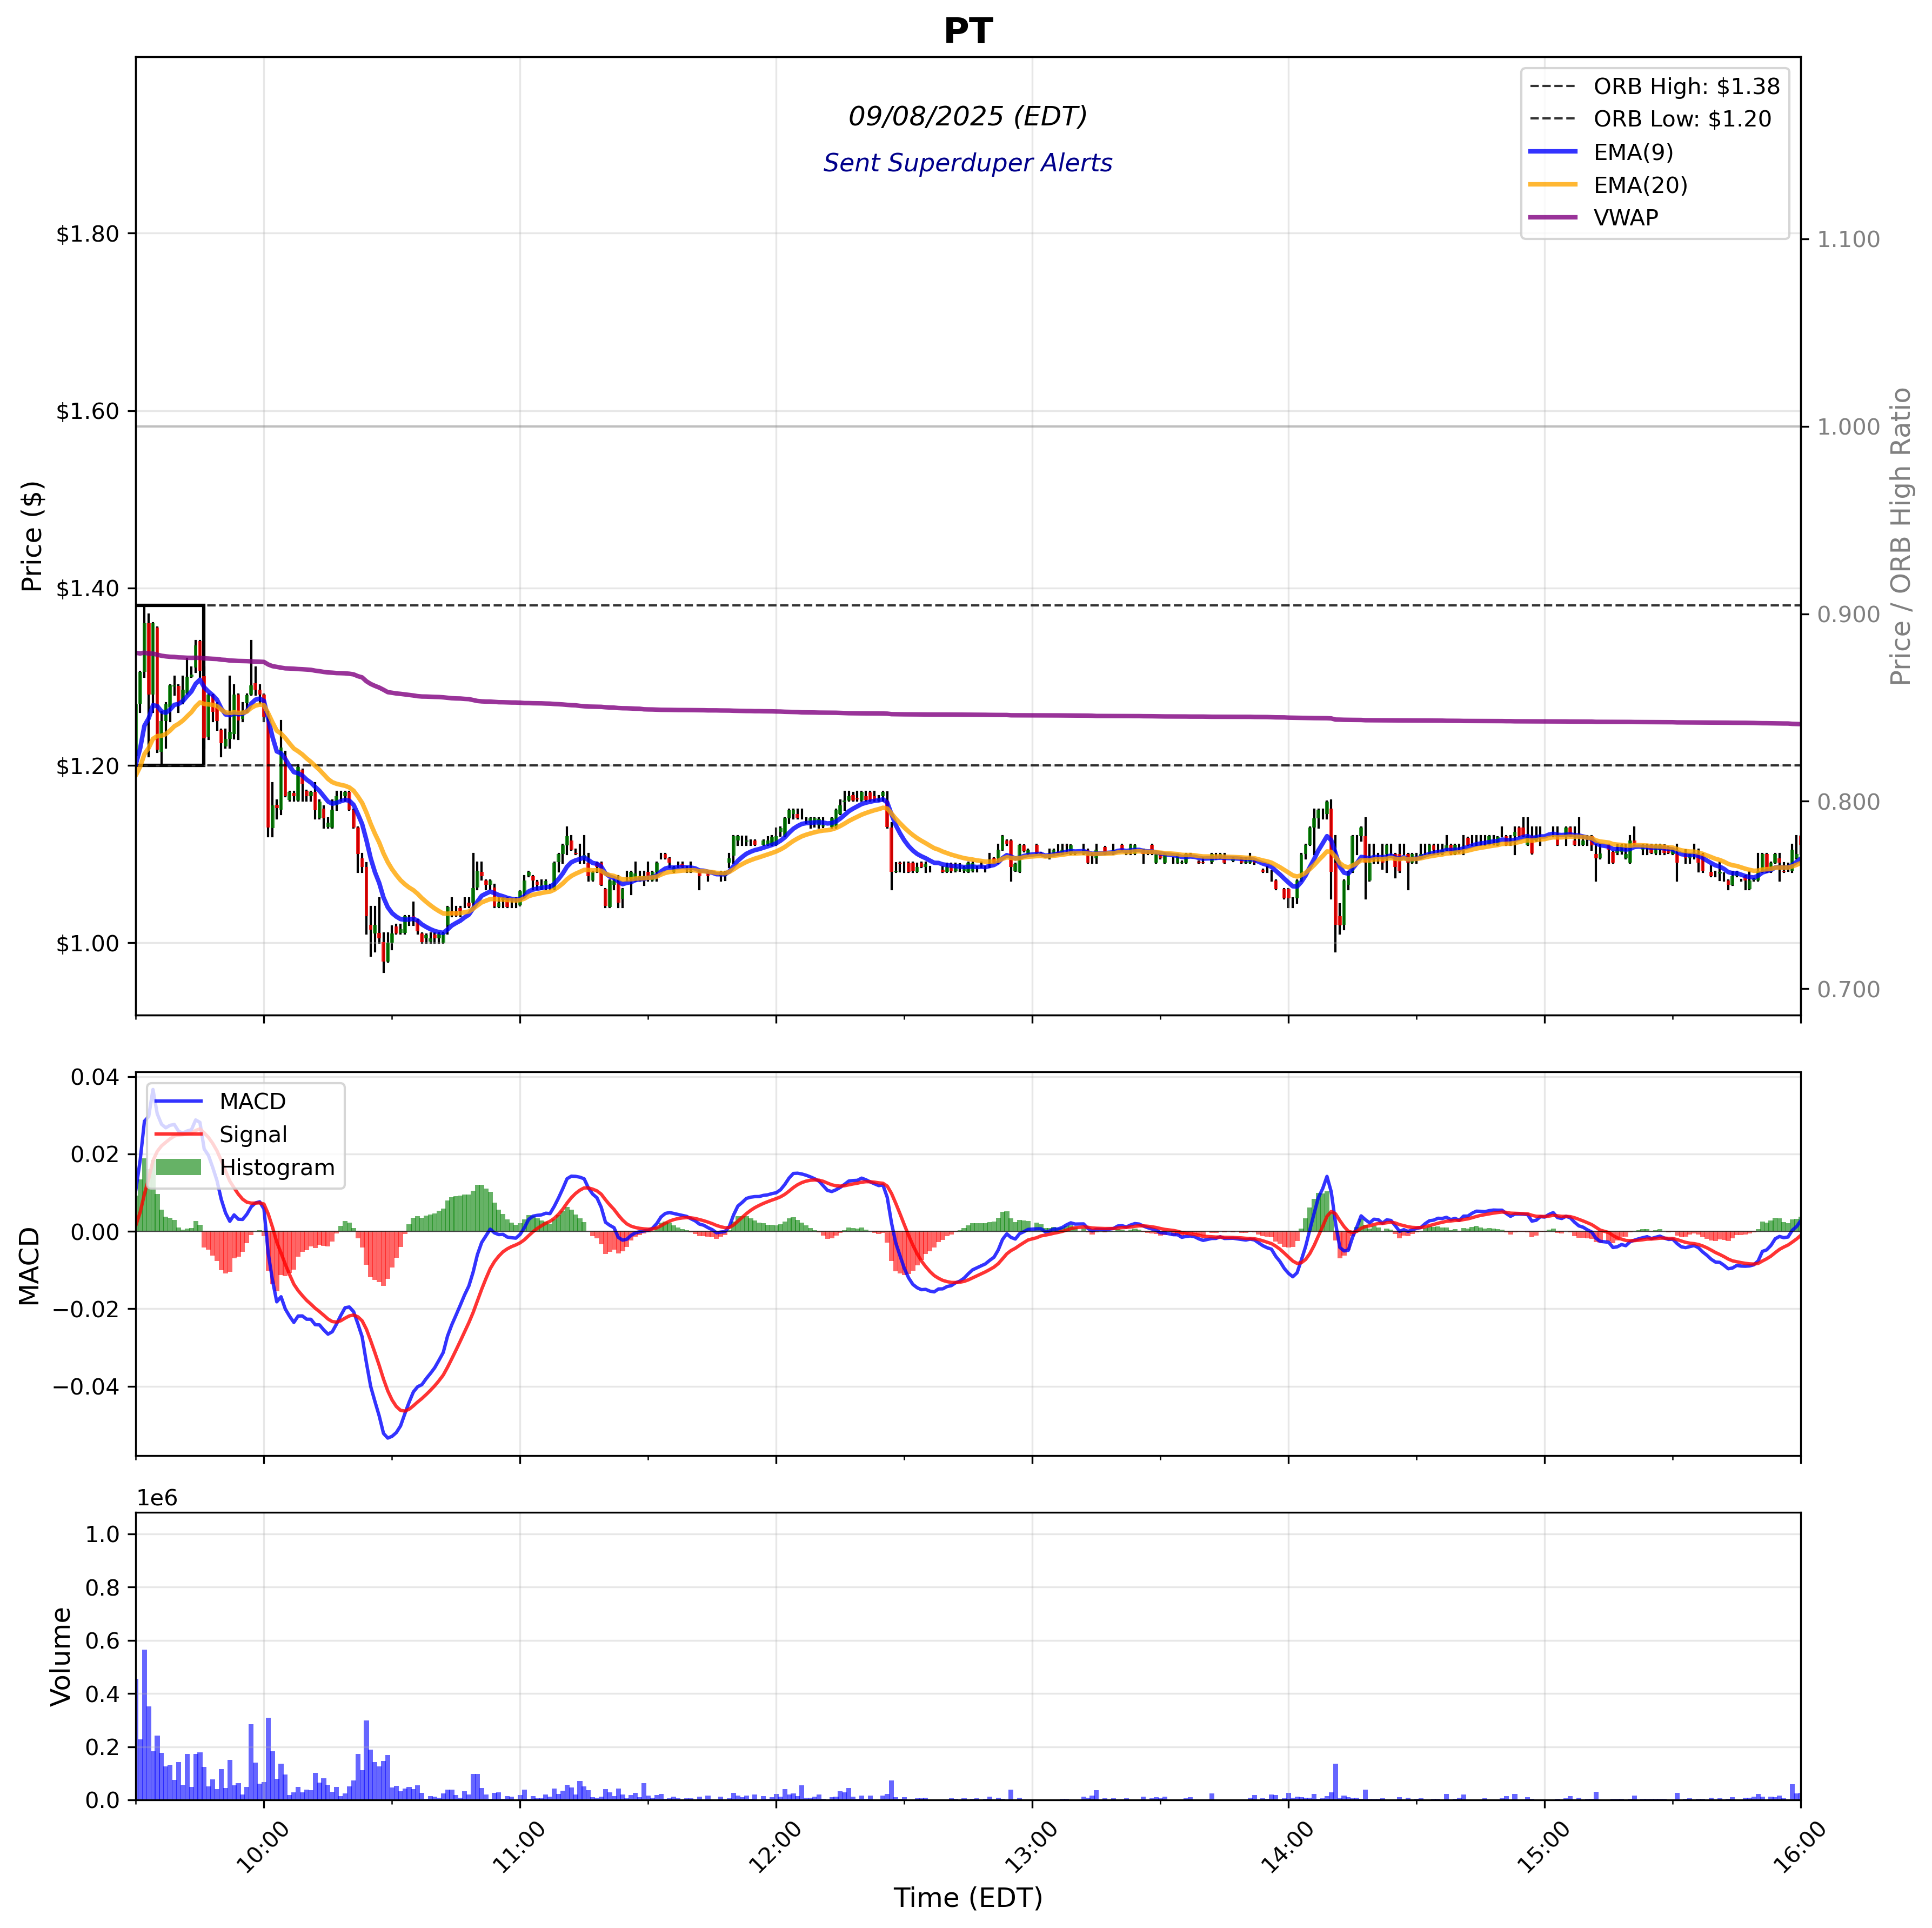 PT
09/08/2025 (EDT)
Sent Superduper Alerts
ORB High: $1.38
ORB Low: $1.20
EMA(9)
EMA(20)
VWAP
Price ($)
$1.80
$1.60
$1.40
$1.20
$1.00
Price / ORB High Ratio
1.100
1.000
0.900
0.800
0.700
MACD
0.04
0.02
0.00
−0.02
−0.04
MACD
Signal
Histogram
1e6
Volume
1.0
0.8
0.6
0.4
0.2
0.0
10:00
11:00
12:00
13:00
14:00
15:00
16:00
Time (EDT)